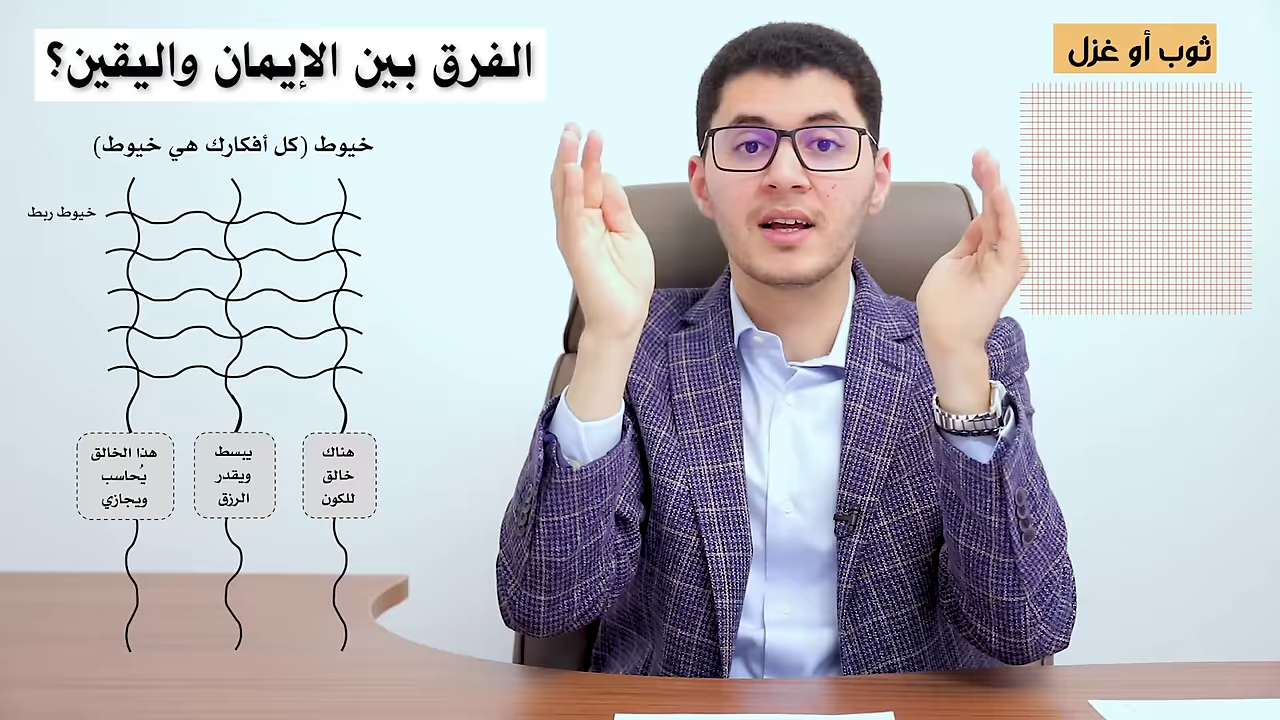 الفرق بين الإيمان واليقين؟
ثوب أو غزل
خيوط (كل أفكارك هي خيوط)
خيوط ربط
هناك
خالق
للكون
يبسط
ويقدر
الرزق
هذا الخالق
يُحاسب
ويجازي